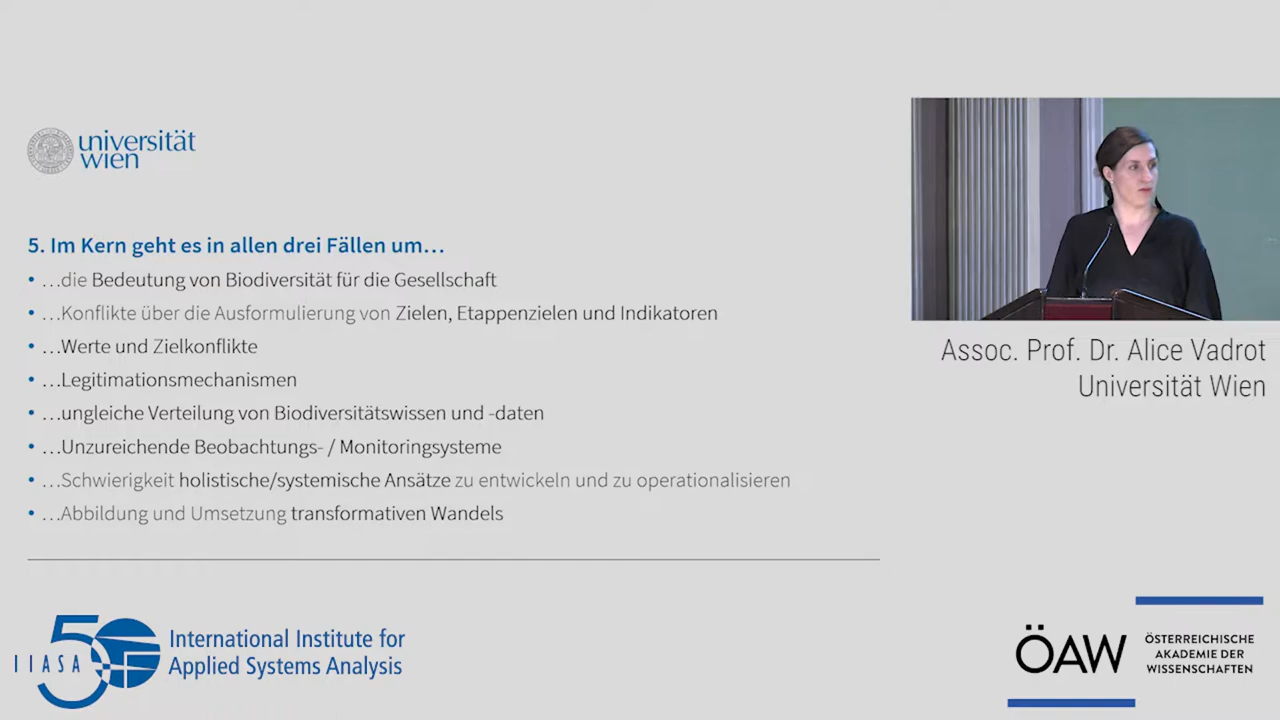 universität
wien
5. Im Kern geht es in allen drei Fällen um…
• …die Bedeutung von Biodiversität für die Gesellschaft
• …Konflikte über die Ausformulierung von Zielen, Etappenzielen und Indikatoren
• …Werte und Zielkonflikte
• …Legitimationsmechanismen
• …ungleiche Verteilung von Biodiversitätswissen und -daten
• …Unzureichende Beobachtungs- / Monitoringsysteme
• …Schwierigkeit holistische/systemische Ansätze zu entwickeln und zu operationalisieren
• …Abbildung und Umsetzung transformativen Wandels
Assoc. Prof. Dr. Alice Vadrot
Universität Wien
50
IIASA
International Institute for
Applied Systems Analysis
ÖAW
ÖSTERREICHISCHE
AKADEMIE DER
WISSENSCHAFTEN